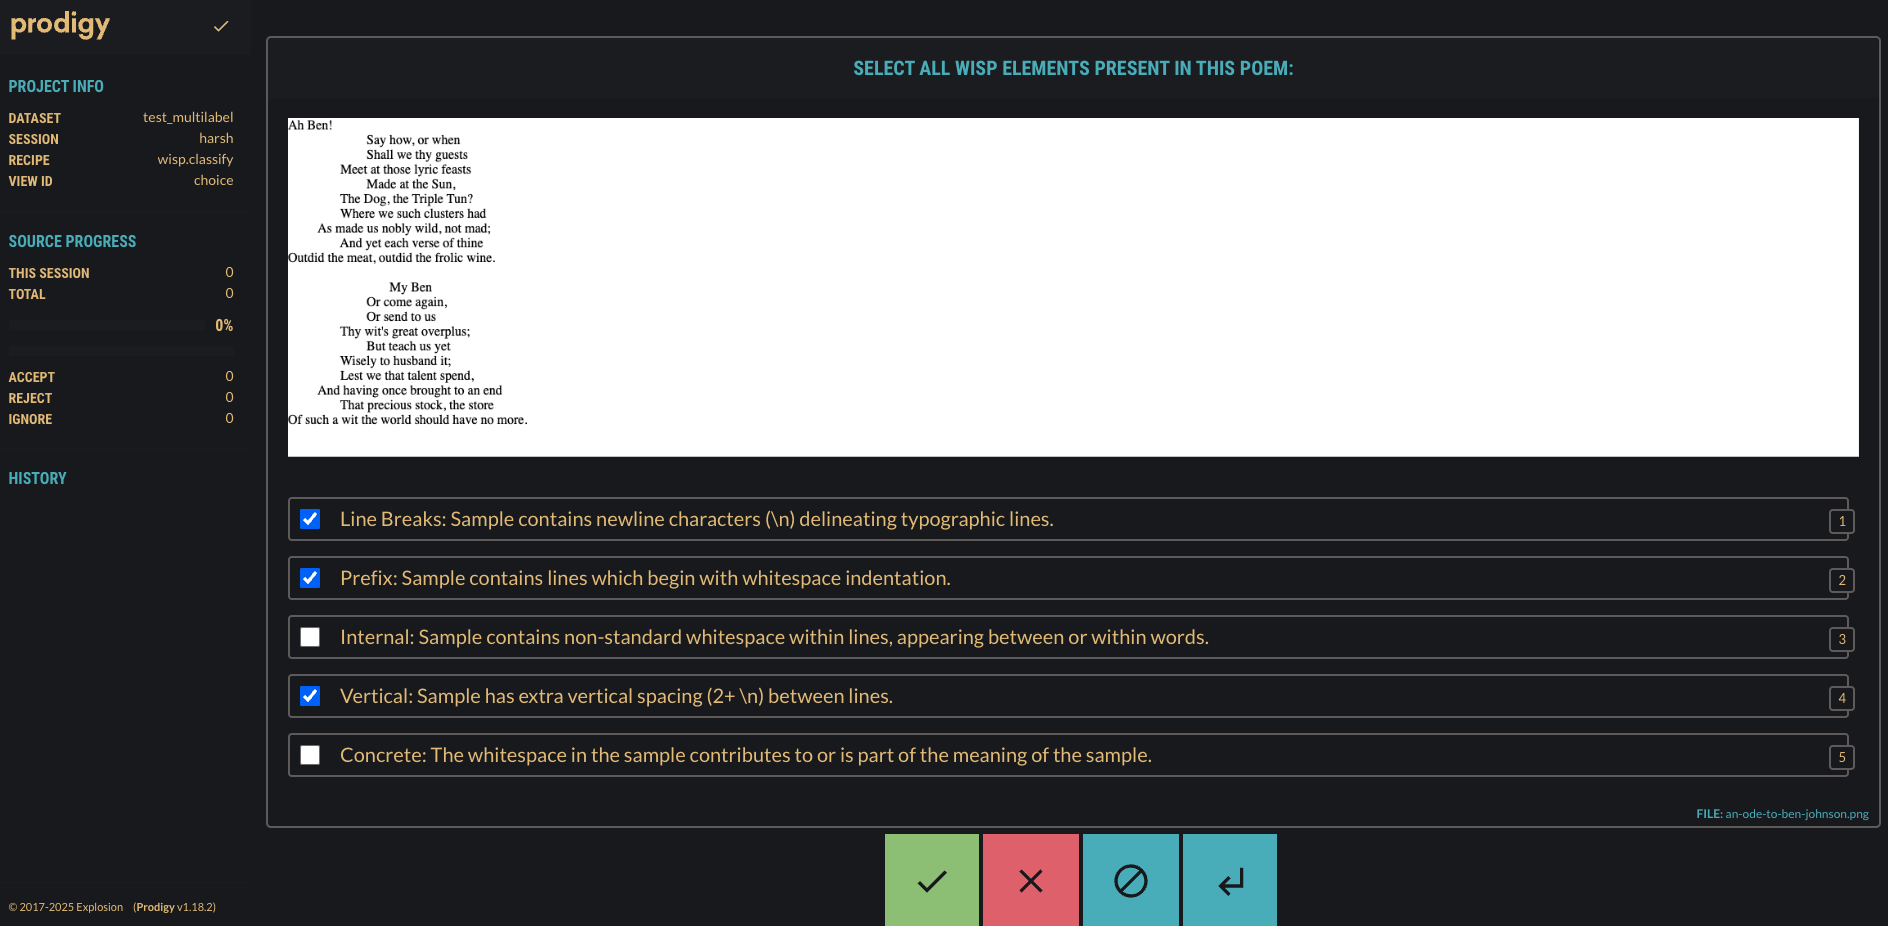 prodigy
PROJECT INFO
DATASET test_multilabel
SESSION harsh
RECIPE wisp.classify
VIEW ID choice
SOURCE PROGRESS
THIS SESSION 0
TOTAL 0
0%
ACCEPT 0
REJECT 0
IGNORE 0
HISTORY
© 2017-2025 Explosion (Prodigy v1.18.2)
SELECT ALL WISP ELEMENTS PRESENT IN THIS POEM:
Ah Ben!
Say how, or when
Shall we thy guests
Meet at those lyric feasts
Made at the Sun,
The Dog, the Triple Tun?
Where we such clusters had
As made us nobly wild, not mad;
And yet each verse of thine
Outdid the meat, outdid the frolic wine.
My Ben
Or come again,
Or send to us
Thy wit's great overplus;
But teach us yet
Wisely to husband it;
Lest we that talent spend,
And having once brought to an end
That precious stock, the store
Of such a wit the world should have no more.
Line Breaks: Sample contains newline characters (\n) delineating typographic lines. 1
Prefix: Sample contains lines which begin with whitespace indentation. 2
Internal: Sample contains non-standard whitespace within lines, appearing between or within words. 3
Vertical: Sample has extra vertical spacing (2+ \n) between lines. 4
Concrete: The whitespace in the sample contributes to or is part of the meaning of the sample. 5
FILE: an-ode-to-ben-johnson.png